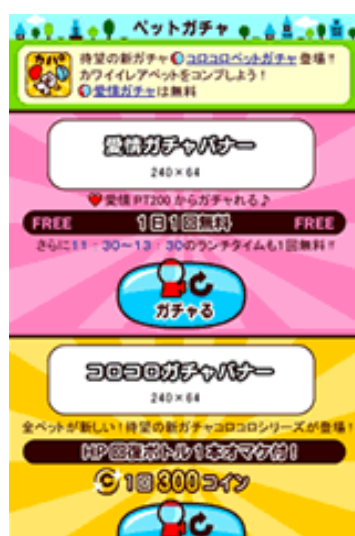 ペットガチャ
待望の新ガチャコロコロペットガチャ登場!
カワイイレアペットをコンプしよう!
愛情ガチャは無料
愛情ガチャバナー
240×64
愛情PT200からガチャれる♪
FREE 1日1回無料 FREE
さらに11:30~13:30のランチタイムも1回無料!!
ガチャる
コロコロガチャバナー
240×64
全ペットが新しい!待望の新ガチャコロコロシリーズが登場!
HP回復ボトル1本オマケ付!
C 1回300コイン